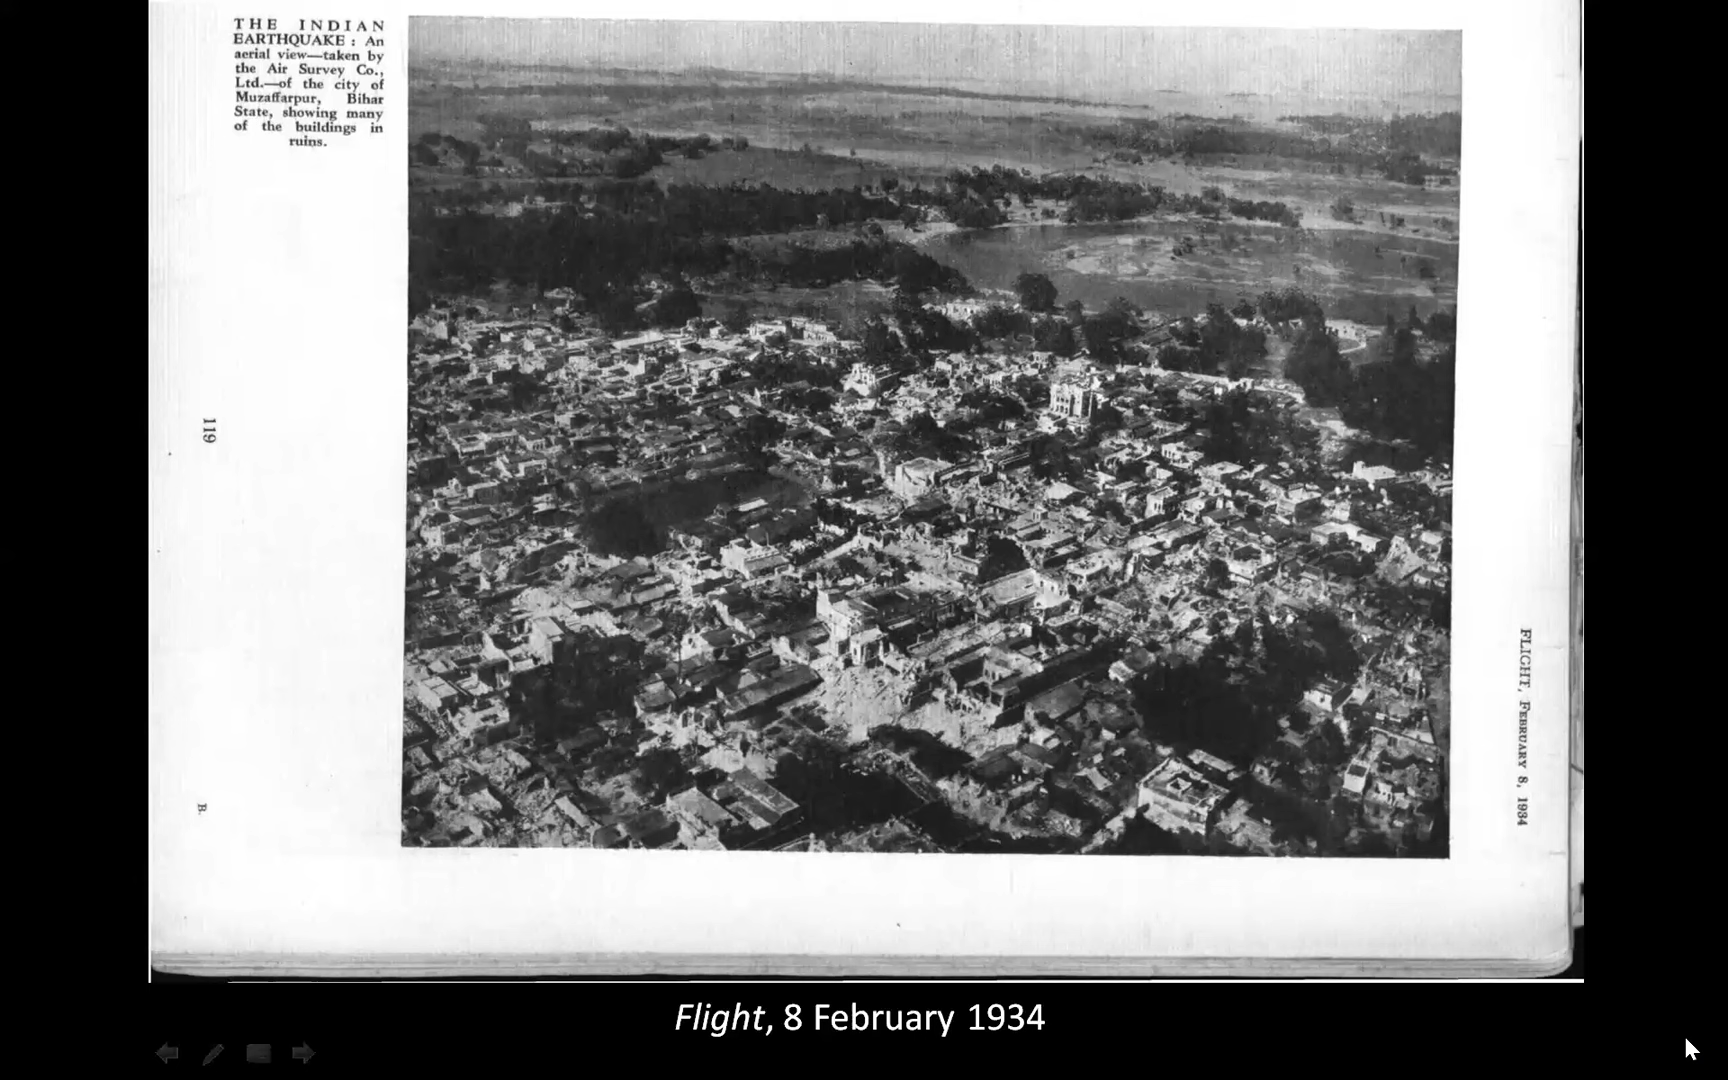 THE INDIAN
EARTHQUAKE : An
aerial view—taken by
the Air Survey Co.,
Ltd.—of the city of
Muzaffarpur, Bihar
State, showing many
of the buildings in
ruins.
119
B.
FLIGHT, FEBRUARY 8, 1934
Flight, 8 February 1934